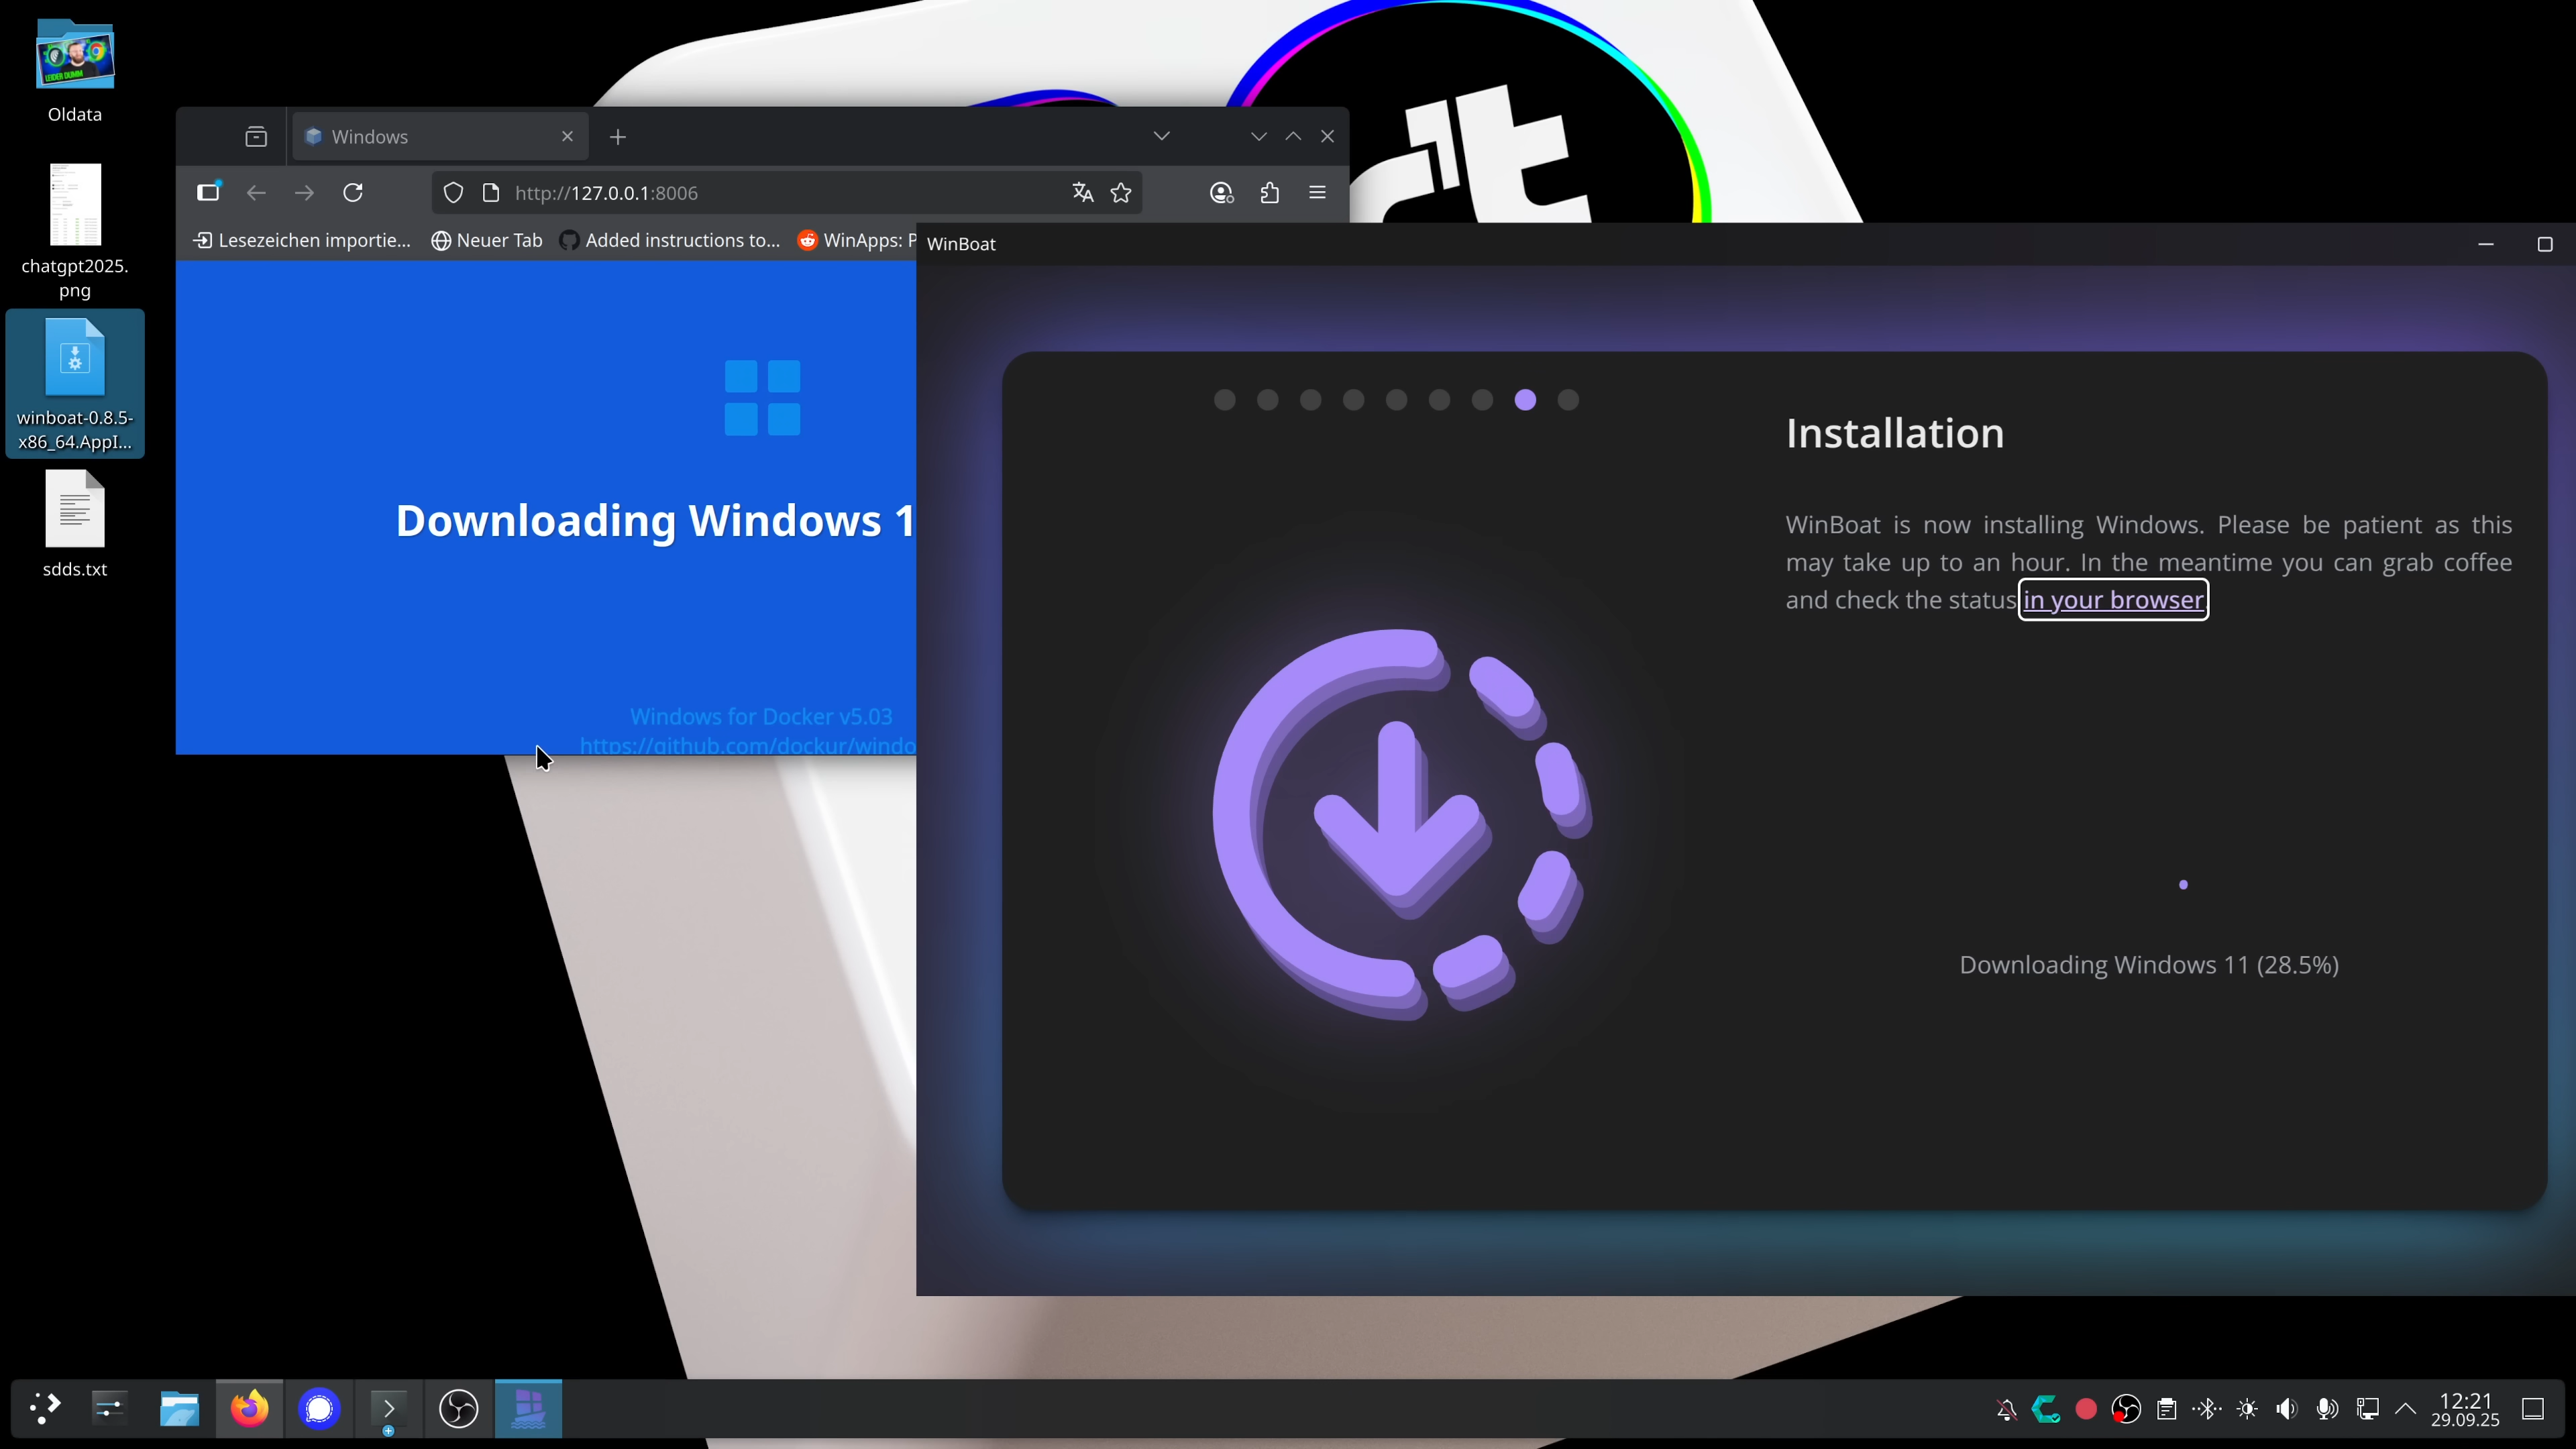 Oldata
chatgpt2025.
png
winboat-0.8.5-
x86_64.AppI...
sdds.txt
Windows
http://127.0.0.1:8006
Lesezeichen importie...
Neuer Tab
Added instructions to...
WinApps: P
Downloading Windows 1
Windows for Docker v5.03
https://github.com/dockur/windo
WinBoat
Installation
WinBoat is now installing Windows. Please be patient as this
may take up to an hour. In the meantime you can grab coffee
and check the status in your browser.
Downloading Windows 11 (28.5%)
12:21
29.09.25
LEIDER DUMM